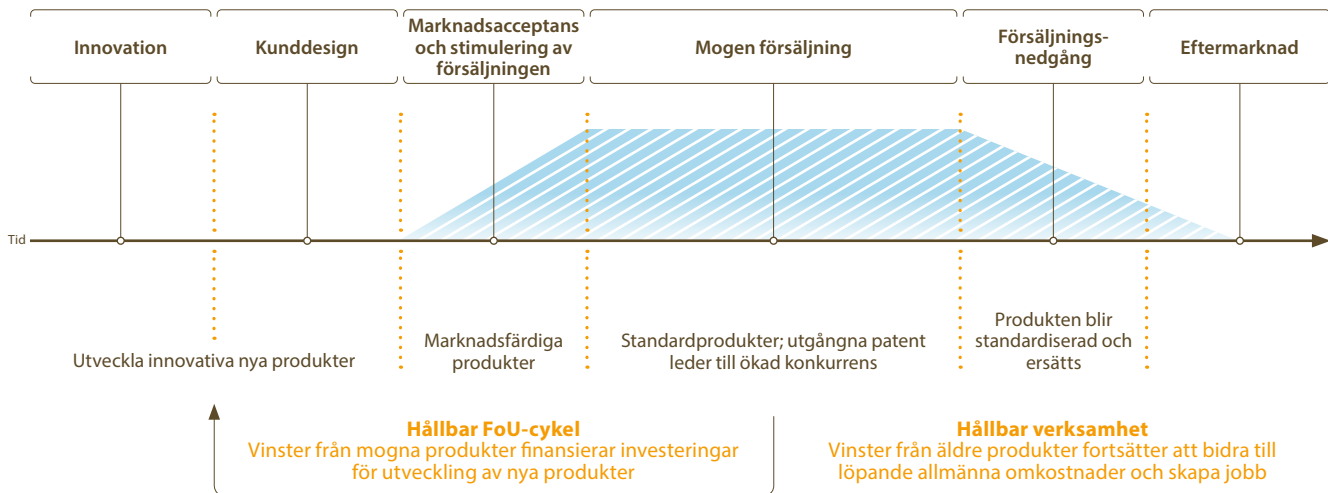 Innovation
Kunddesign
Marknadsacceptans
och stimulering av
försäljningen
Mogen försäljning
Försäljnings-
nedgång
Eftermarknad
Tid
Utveckla innovativa nya produkter
Marknadsfärdiga
produkter
Standardprodukter; utgångna patent
leder till ökad konkurrens
Produkten blir
standardiserad och
ersätts
Hållbar FoU-cykel
Vinster från mogna produkter finansierar investeringar
för utveckling av nya produkter
Hållbar verksamhet
Vinster från äldre produkter fortsätter att bidra till
löpande allmänna omkostnader och skapa jobb